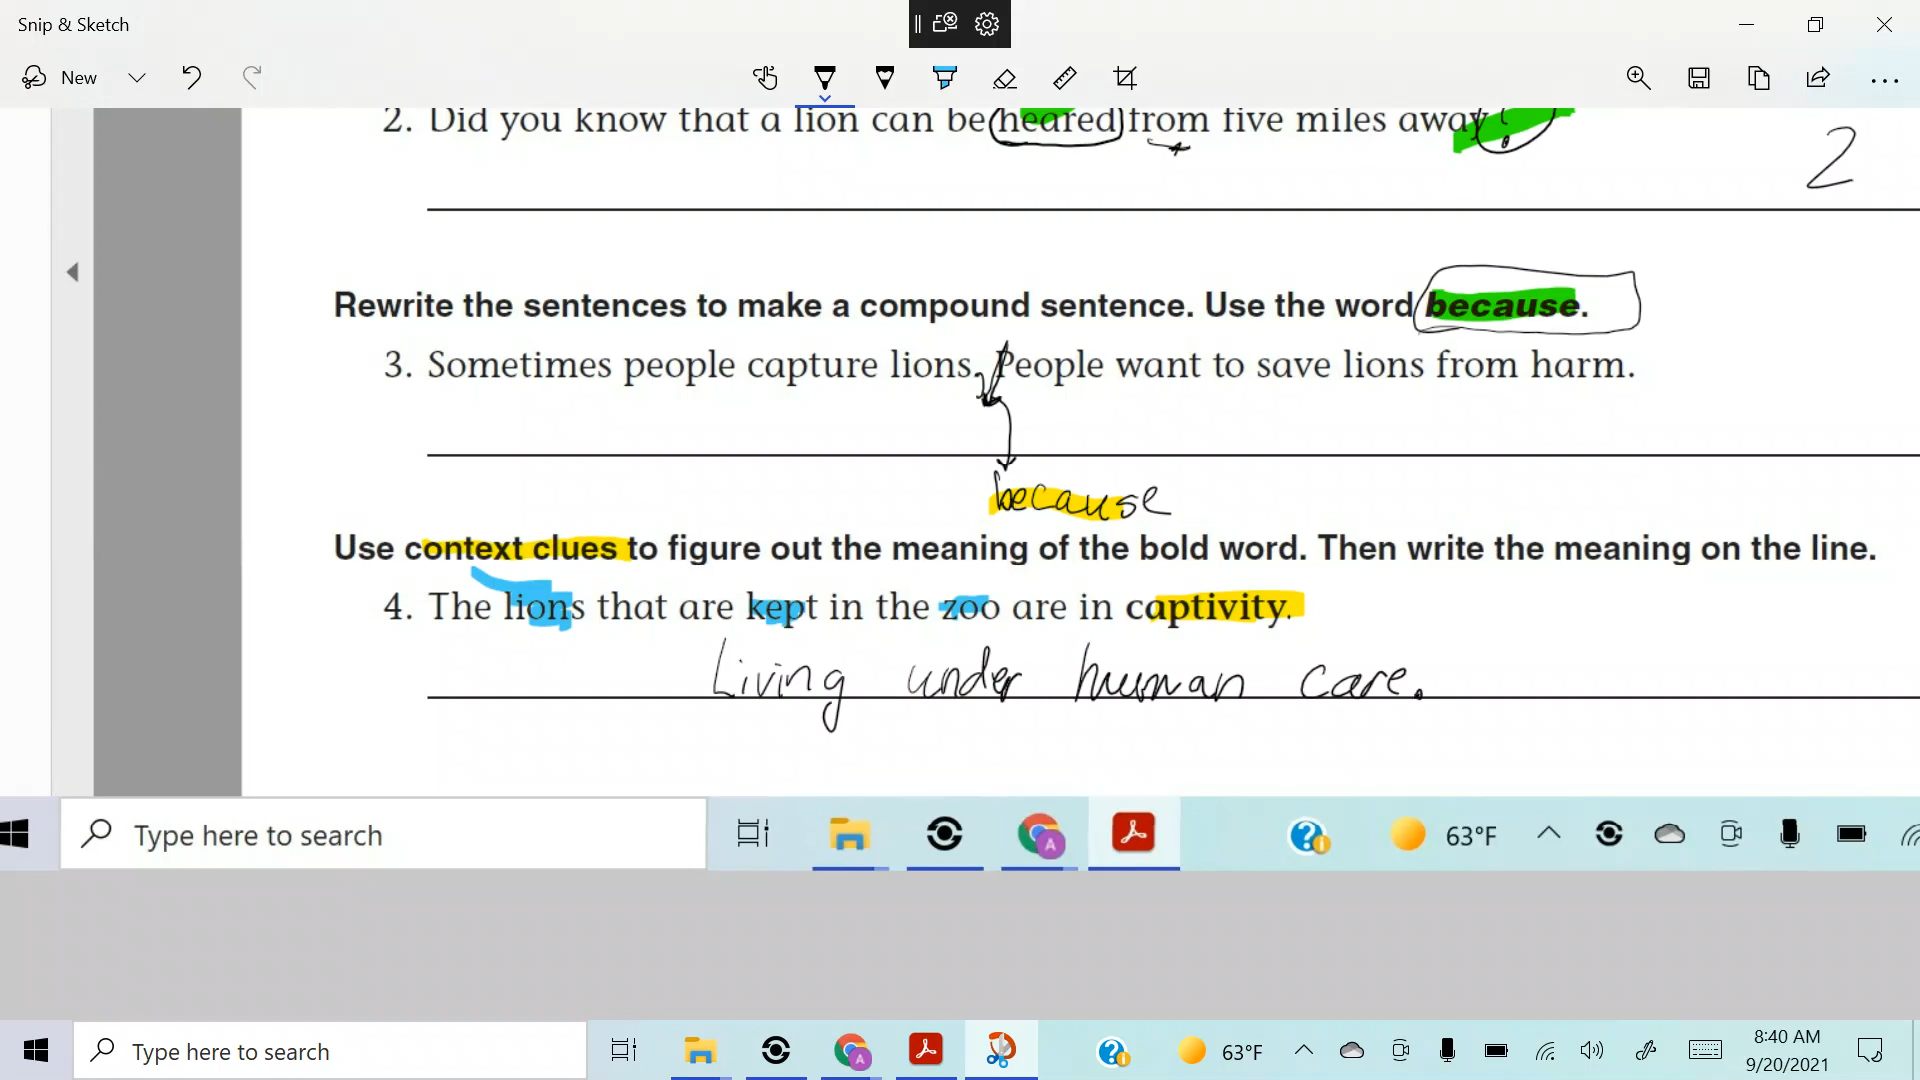 Snip & Sketch
New
2. Did you know that a lion can be heared from five miles away?
2
Rewrite the sentences to make a compound sentence. Use the word because.
3. Sometimes people capture lions. People want to save lions from harm.
because
Use context clues to figure out the meaning of the bold word. Then write the meaning on the line.
4. The lions that are kept in the zoo are in captivity.
Living under human care.
Type here to search
A
63°F
Type here to search
A
63°F
8:40 AM
9/20/2021